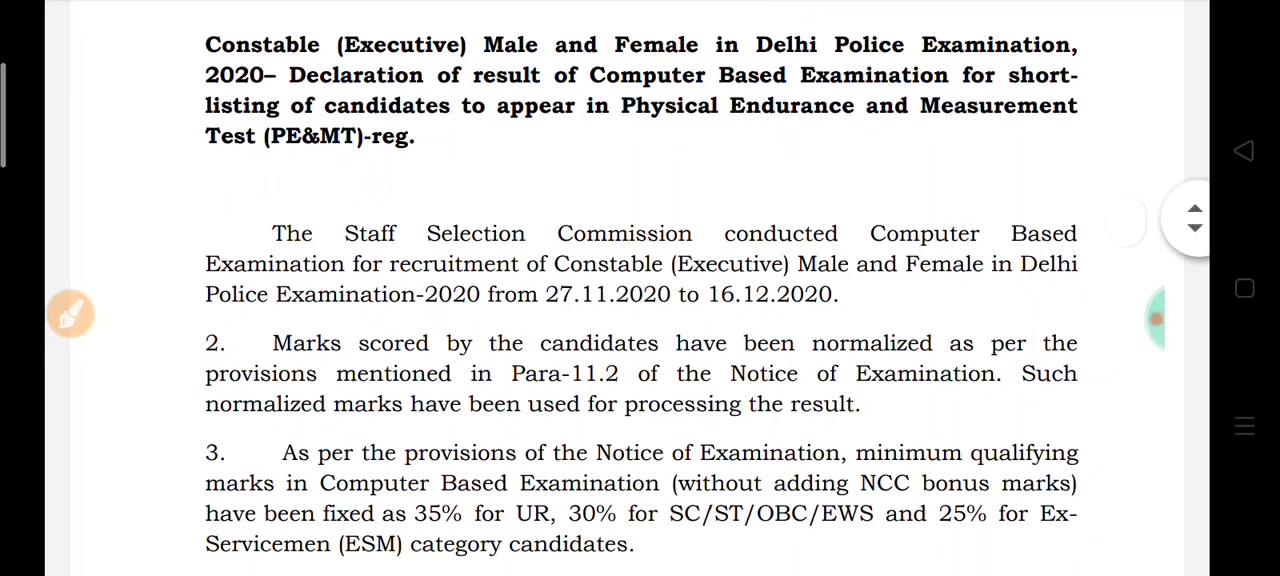 Constable (Executive) Male and Female in Delhi Police Examination,
2020– Declaration of result of Computer Based Examination for short-
listing of candidates to appear in Physical Endurance and Measurement
Test (PE&MT)-reg.
The Staff Selection Commission conducted Computer Based
Examination for recruitment of Constable (Executive) Male and Female in Delhi
Police Examination-2020 from 27.11.2020 to 16.12.2020.
2. Marks scored by the candidates have been normalized as per the
provisions mentioned in Para-11.2 of the Notice of Examination. Such
normalized marks have been used for processing the result.
3. As per the provisions of the Notice of Examination, minimum qualifying
marks in Computer Based Examination (without adding NCC bonus marks)
have been fixed as 35% for UR, 30% for SC/ST/OBC/EWS and 25% for Ex-
Servicemen (ESM) category candidates.